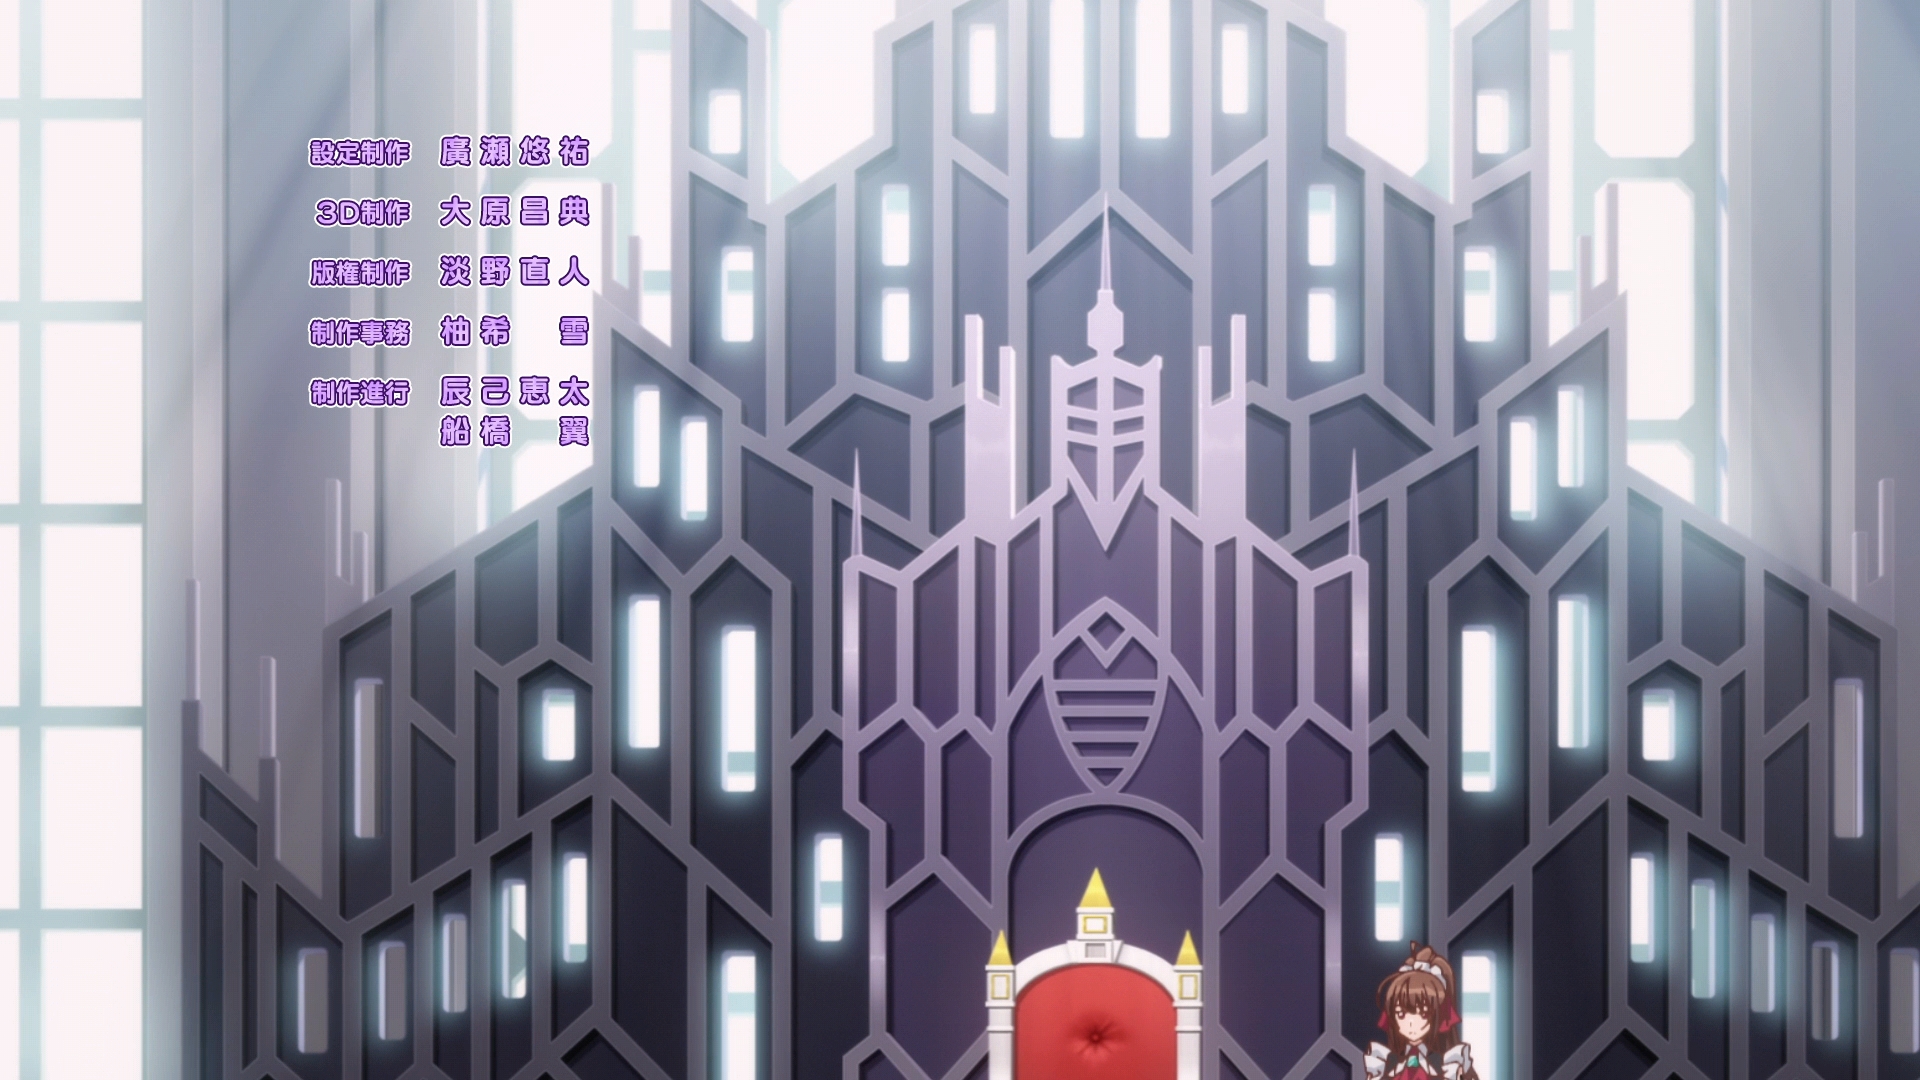 設定制作 廣瀬悠祐
3D制作 大原昌典
版権制作 淡野直人
制作事務 柚希 雪
制作進行 辰己恵太
船橋 翼